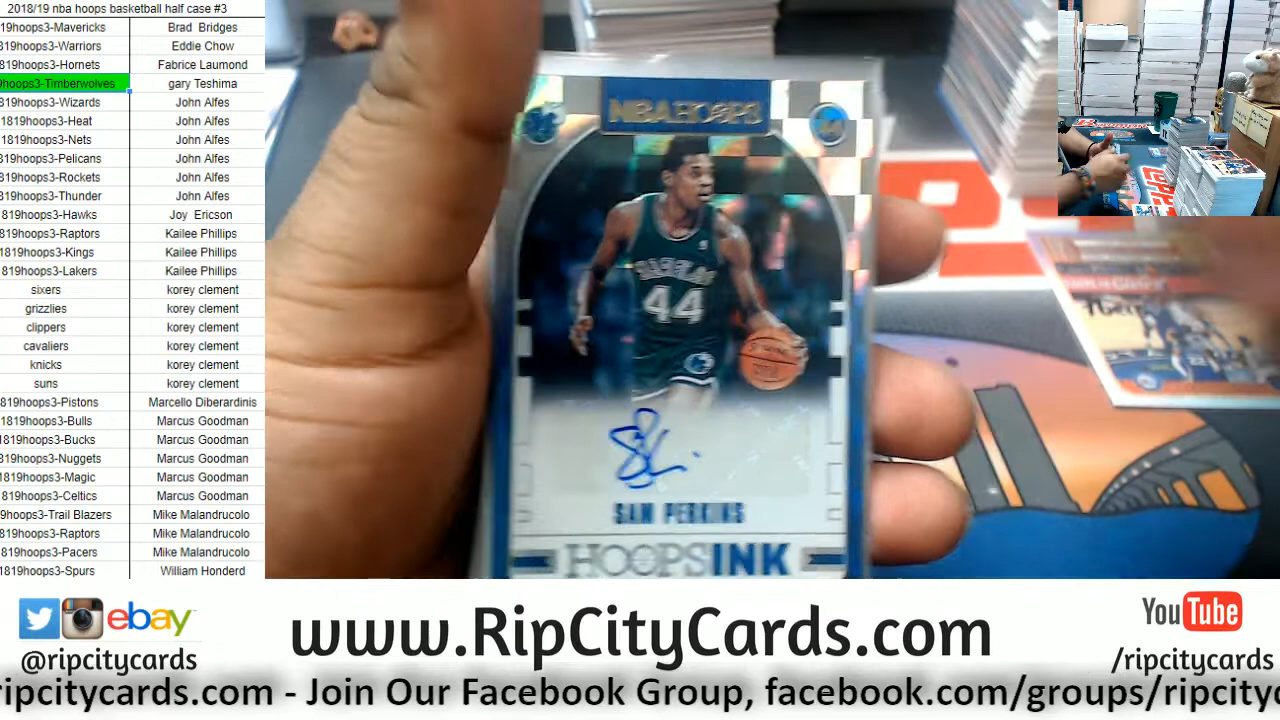 2018/19 nba hoops basketball half case #3
19hoops3-Mavericks Brad Bridges
819hoops3-Warriors Eddie Chow
819hoops3-Hornets Fabrice Laumond
9hoops3-Timberwolves gary Teshima
819hoops3-Wizards John Alfes
1819hoops3-Heat John Alfes
1819hoops3-Nets John Alfes
819hoops3-Pelicans John Alfes
819hoops3-Rockets John Alfes
819hoops3-Thunder John Alfes
819hoops3-Hawks Joy Ericson
819hoops3-Raptors Kailee Phillips
1819hoops3-Kings Kailee Phillips
819hoops3-Lakers Kailee Phillips
sixers korey clement
grizzlies korey clement
clippers korey clement
cavaliers korey clement
knicks korey clement
suns korey clement
1819hoops3-Pistons Marcello Diberardinis
1819hoops3-Bulls Marcus Goodman
819hoops3-Bucks Marcus Goodman
819hoops3-Nuggets Marcus Goodman
819hoops3-Magic Marcus Goodman
819hoops3-Celtics Marcus Goodman
19hoops3-Trail Blazers Mike Malandrucolo
819hoops3-Raptors Mike Malandrucolo
819hoops3-Pacers Mike Malandrucolo
1819hoops3-Spurs William Honderd
NBA HOOPS
DALLAS
44
SAM PERKINS
HOOPS INK
ebay
@ripcitycards
www.RipCityCards.com
YouTube
/ripcitycards
ripcitycards.com - Join Our Facebook Group, facebook.com/groups/ripcityc